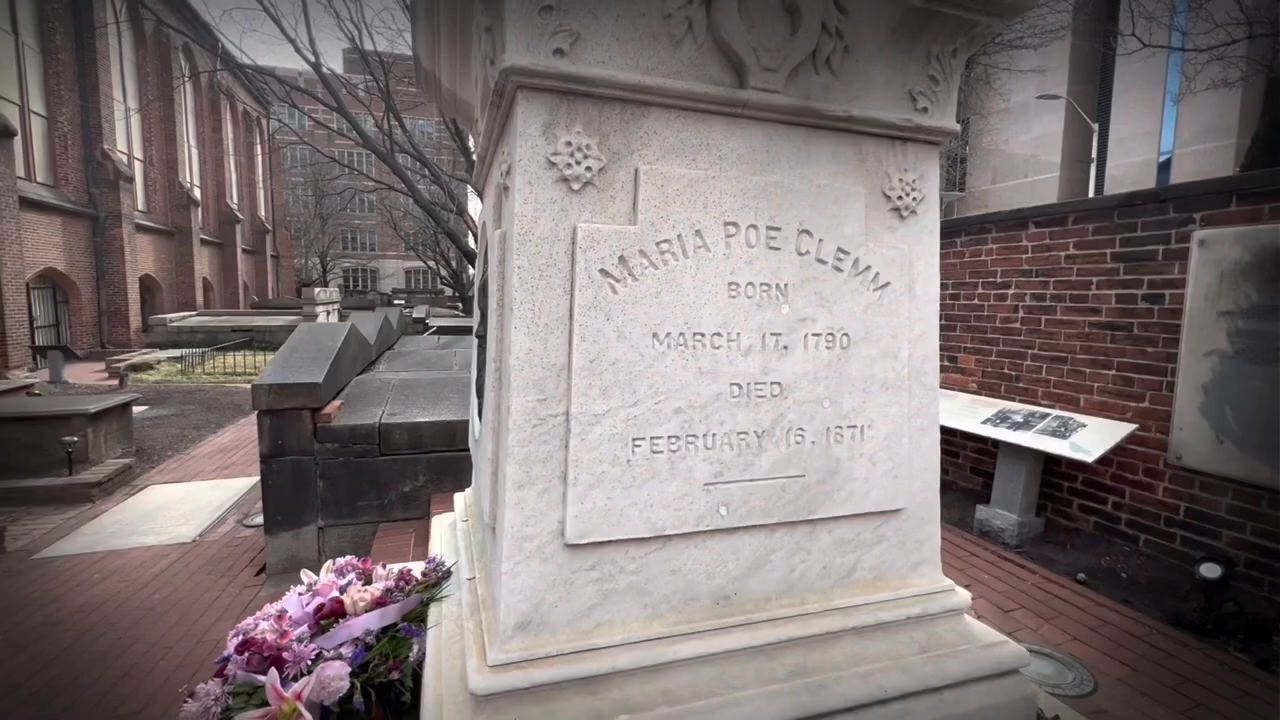 MARIA POE CLEMM
BORN
MARCH 17, 1790
DIED
FEBRUARY 16, 1871